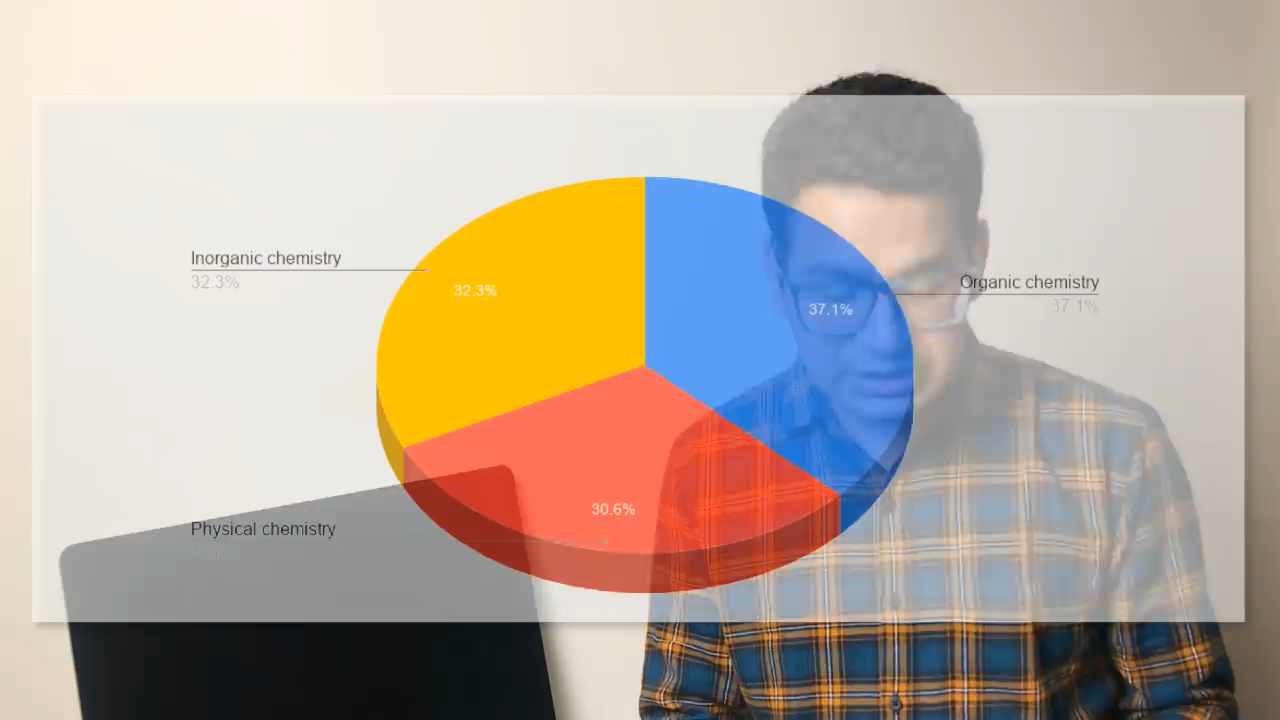 Inorganic chemistry
32.3%
32.3%
Organic chemistry
37.1%
37.1%
Physical chemistry
30.6%